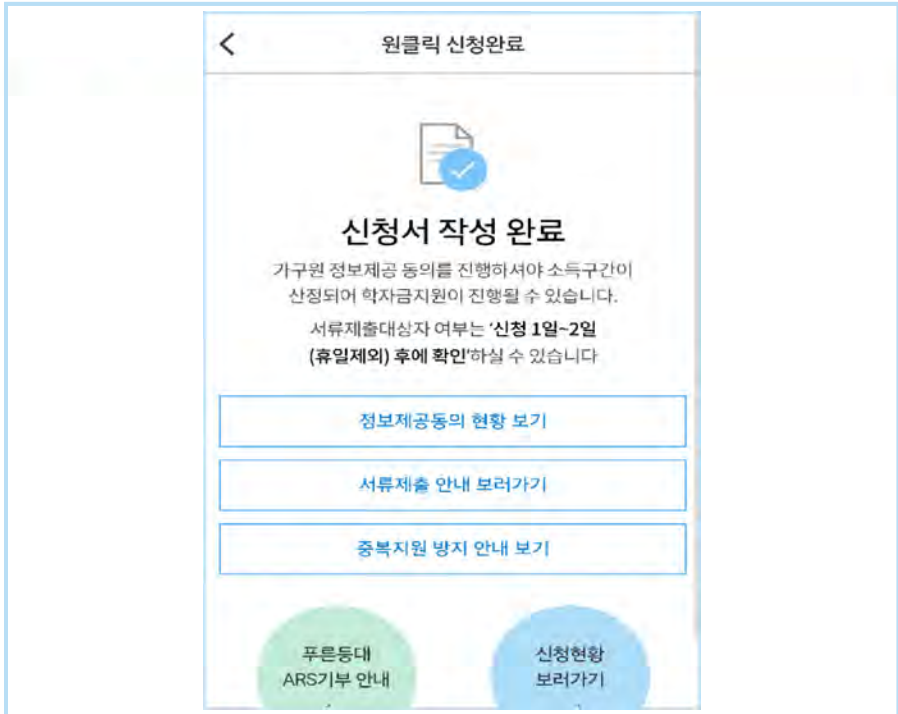 원클릭 신청완료
신청서 작성 완료
가구원 정보제공 동의를 진행하셔야 소득구간이
산정되어 학자금지원이 진행될 수 있습니다.
서류제출대상자 여부는 '신청 1일~2일
(휴일제외) 후에 확인'하실 수 있습니다
정보제공동의 현황 보기
서류제출 안내 보러가기
중복지원 방지 안내 보기
푸른등대 신청현황
ARS기부 안내 보러가기